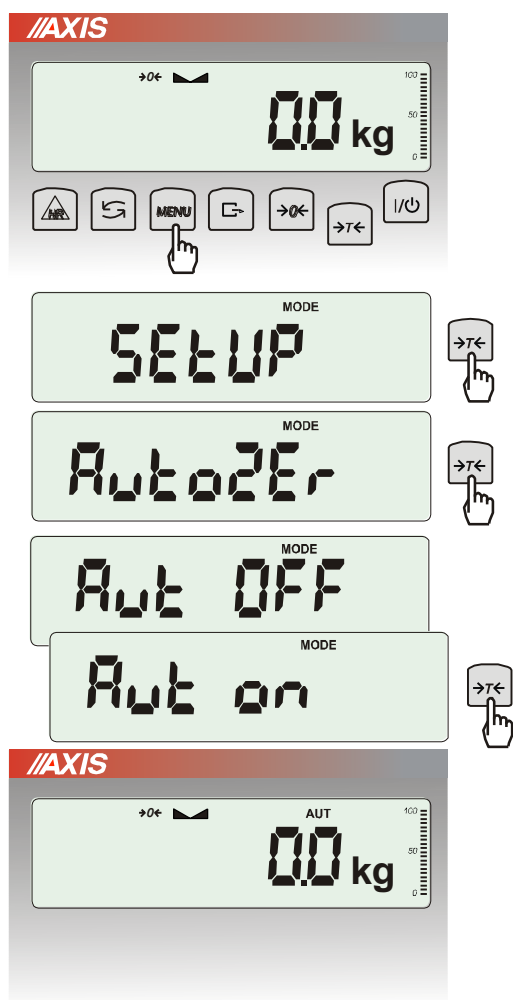 //AXIS
→0← 100
50
0.0 kg
0
HR MENU →0← →T← I/⏻
MODE
SEtUP
→T←
MODE
AutoZEr
→T←
MODE
Aut OFF
MODE
Aut on
→T←
//AXIS
→0← AUT 100
50
0.0 kg
0